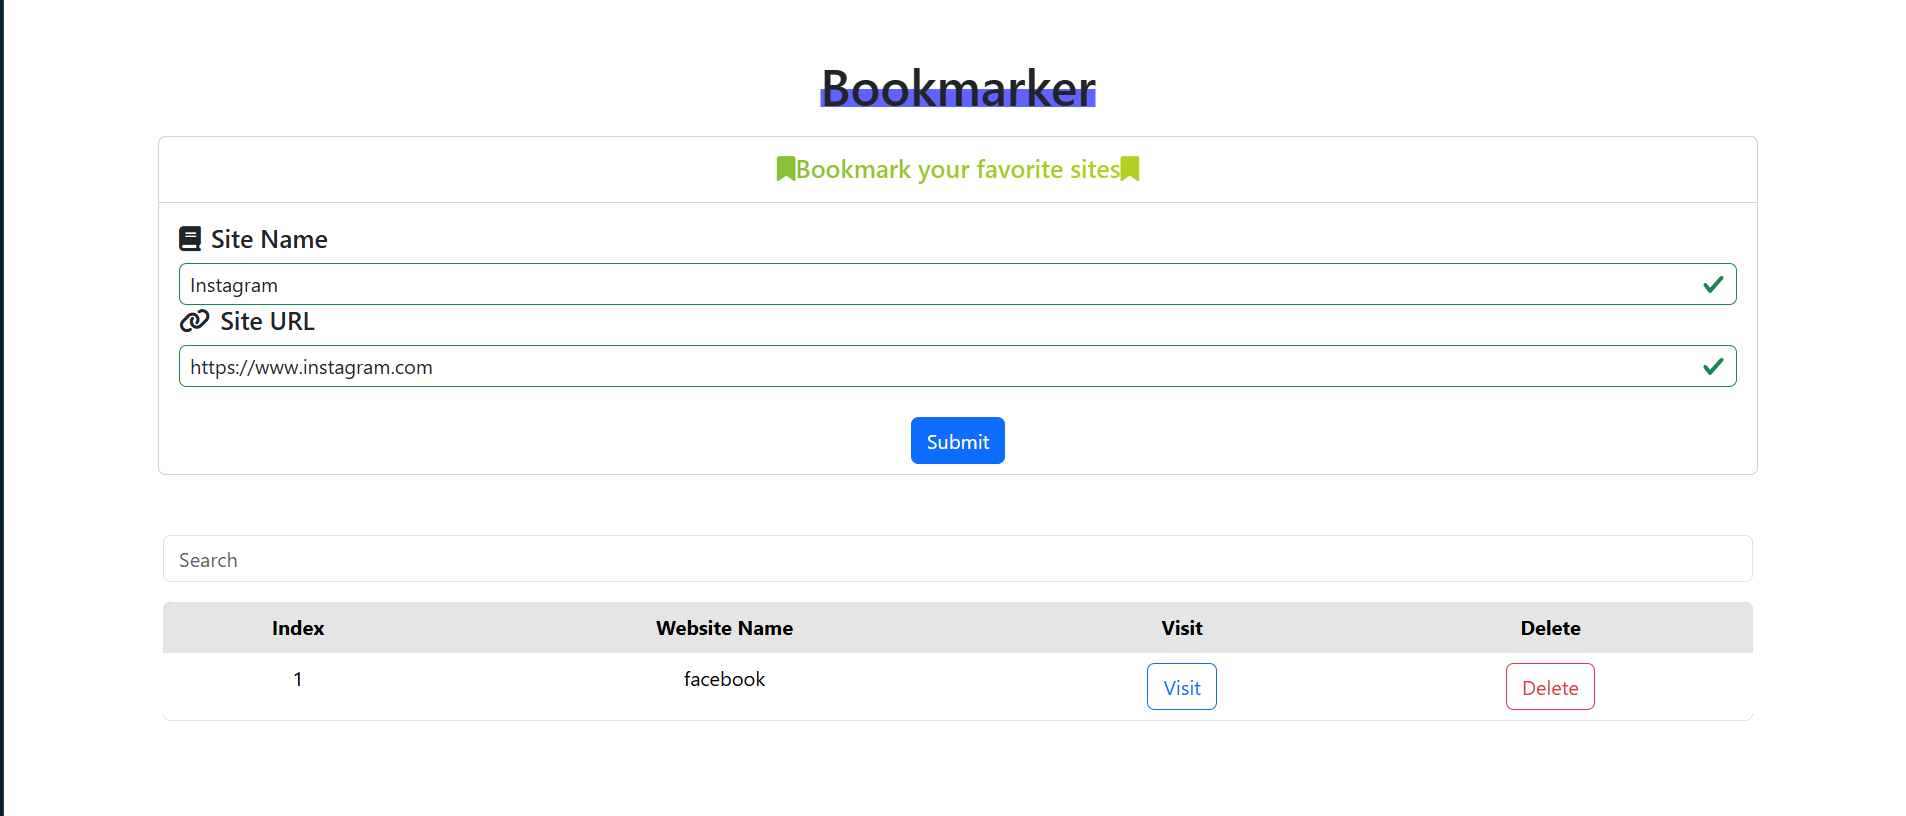 Bookmarker
Bookmark your favorite sites
Site Name
Instagram
Site URL
https://www.instagram.com
Submit
Search
Index Website Name Visit Delete
1 facebook Visit Delete